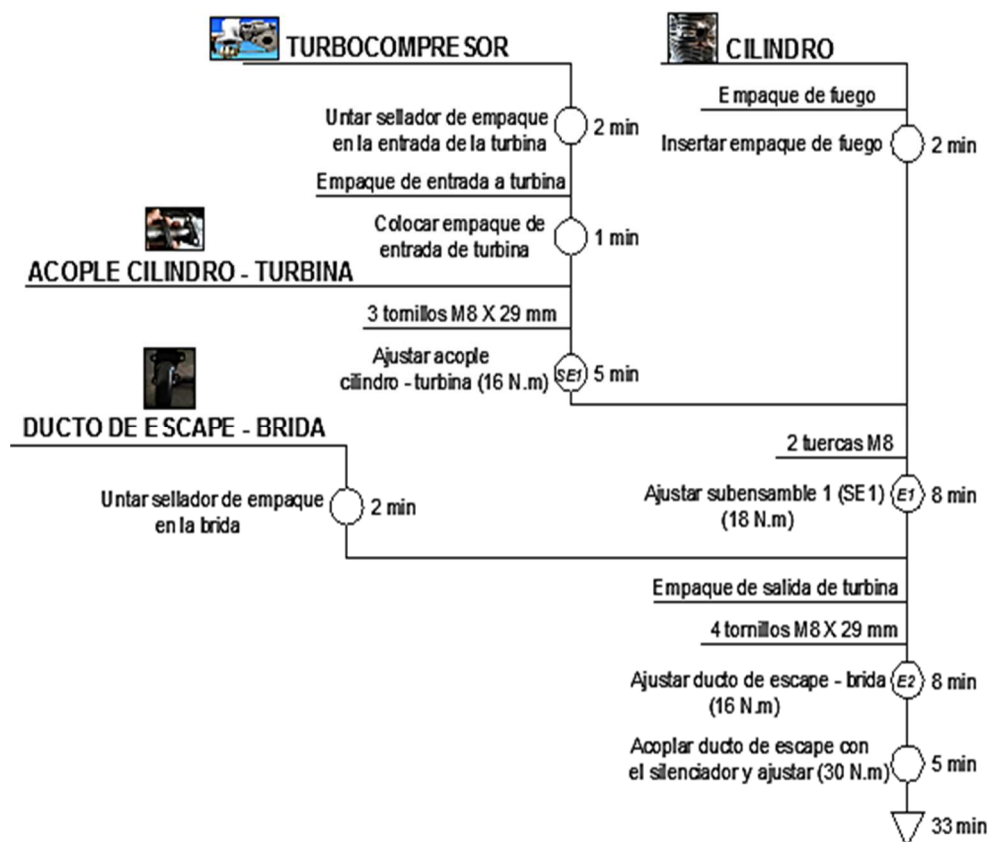 TURBOCOMPRESOR
CILINDRO
Empaque de fuego
Untar sellador de empaque
en la entrada de la turbina
2 min
Insertar empaque de fuego
2 min
Empaque de entrada a turbina
Colocar empaque de
entrada de turbina
1 min
ACOPLE CILINDRO - TURBINA
3 tornillos M8 X 29 mm
Ajustar acople
cilindro - turbina (16 N.m)
SE1
5 min
DUCTO DE ESCAPE - BRIDA
2 tuercas M8
Untar sellador de empaque
en la brida
2 min
Ajustar subensamble 1 (SE1)
(18 N.m)
E1
8 min
Empaque de salida de turbina
4 tornillos M8 X 29 mm
Ajustar ducto de escape - brida
(16 N.m)
E2
8 min
Acoplar ducto de escape con
el silenciador y ajustar (30 N.m)
5 min
33 min